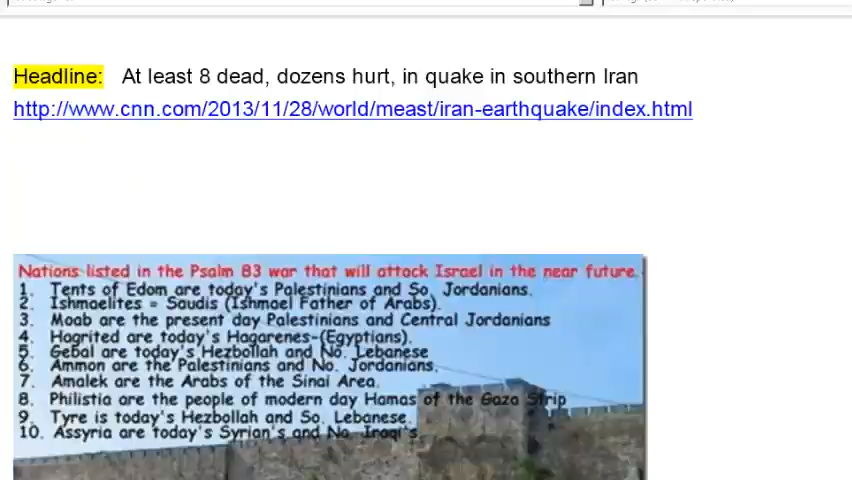 Headline: At least 8 dead, dozens hurt, in quake in southern Iran
http://www.cnn.com/2013/11/28/world/meast/iran-earthquake/index.html
Nations listed in the Psalm 83 war that will attack Israel in the near future.
1. Tents of Edom are today's Palestinians and So. Jordanians.
2. Ishmaelites = Saudis (Ishmael Father of Arabs).
3. Moab are the present day Palestinians and Central Jordanians
4. Hagrited are today's Hagarenes-(Egyptians).
5. Gebal are today's Hezbollah and No. Lebanese
6. Ammon are the Palestinians and No. Jordanians.
7. Amalek are the Arabs of the Sinai Area.
8. Philistia are the people of modern day Hamas of the Gaza Strip
9. Tyre is today's Hezbollah and So. Lebanese.
10. Assyria are today's Syrian's and No. Iraqi's.